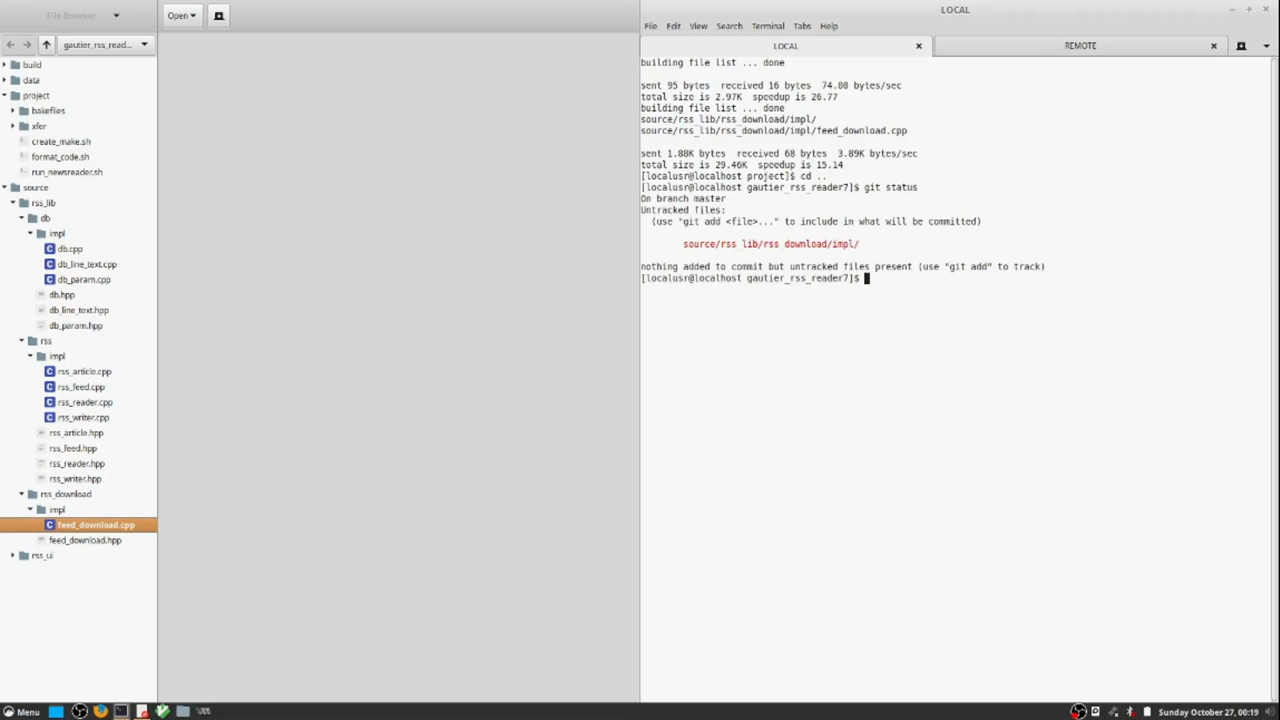 File Browser
gautier_rss_read...
build
data
project
bakefiles
xfer
create_make.sh
format_code.sh
run_newsreader.sh
source
rss_lib
db
impl
db.cpp
db_line_text.cpp
db_param.cpp
db.hpp
db_line_text.hpp
db_param.hpp
rss
impl
rss_article.cpp
rss_feed.cpp
rss_reader.cpp
rss_writer.cpp
rss_article.hpp
rss_feed.hpp
rss_reader.hpp
rss_writer.hpp
rss_download
impl
feed_download.cpp
feed_download.hpp
rss_ui
Open
LOCAL
File Edit View Search Terminal Tabs Help
LOCAL
REMOTE
building file list ... done
sent 95 bytes  received 16 bytes  74.00 bytes/sec
total size is 2.97K  speedup is 26.77
building file list ... done
source/rss_lib/rss_download/impl/
source/rss_lib/rss_download/impl/feed_download.cpp
sent 1.88K bytes  received 68 bytes  3.89K bytes/sec
total size is 29.46K  speedup is 15.14
[localusr@localhost project]$ cd ..
[localusr@localhost gautier_rss_reader7]$ git status
On branch master
Untracked files:
(use "git add <file>..." to include in what will be committed)
source/rss_lib/rss_download/impl/
nothing added to commit but untracked files present (use "git add" to track)
[localusr@localhost gautier_rss_reader7]$
Menu
Sunday October 27, 00:19